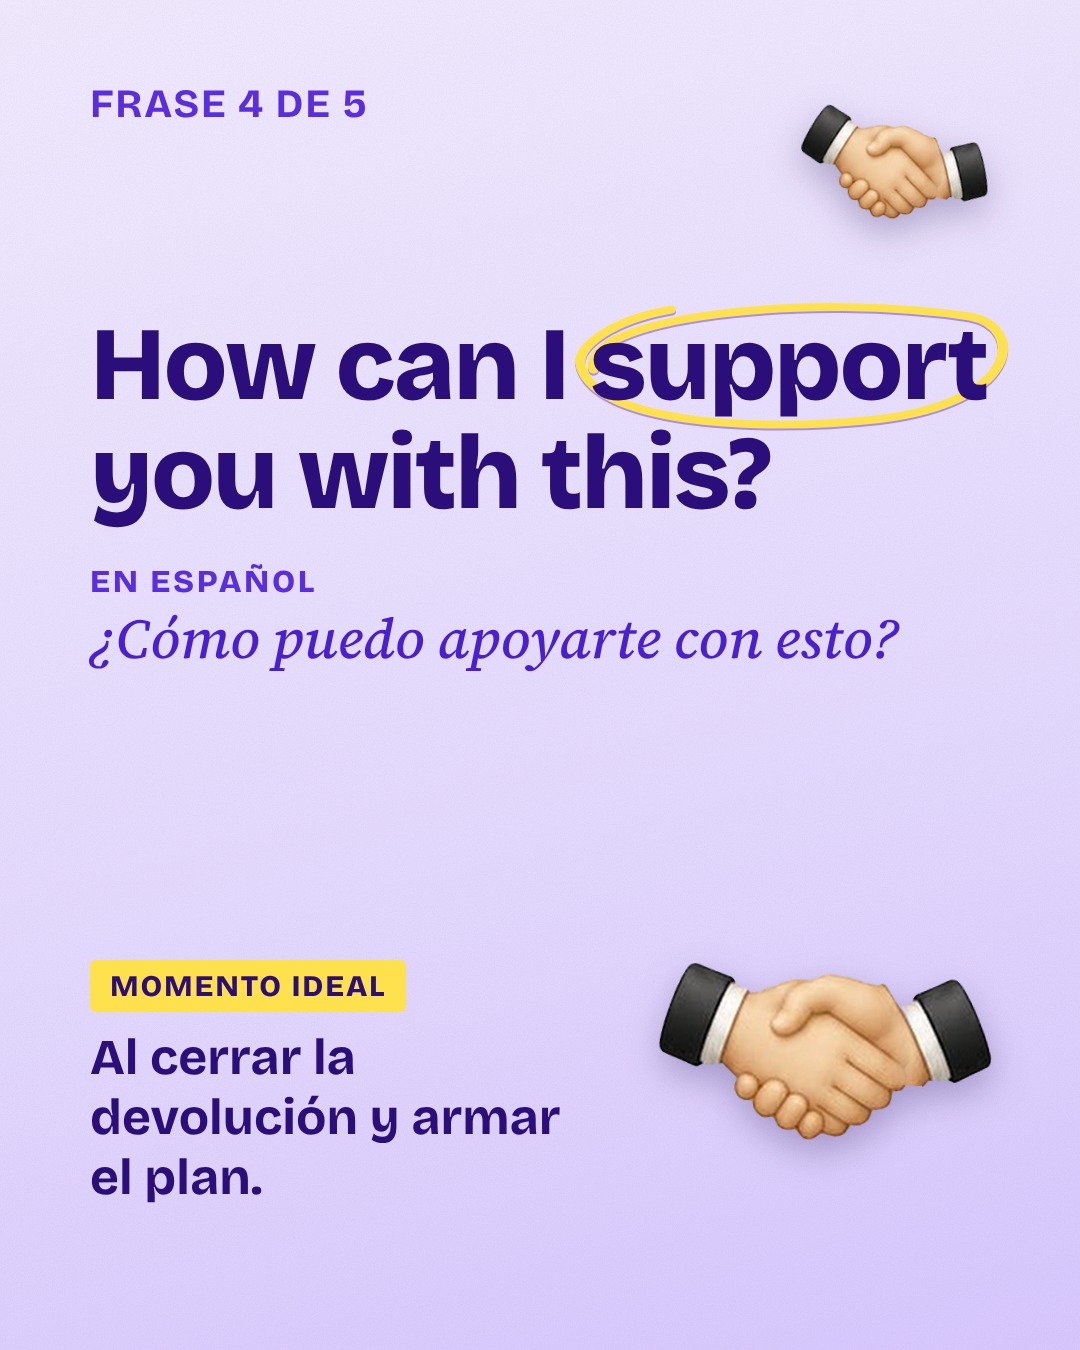 FRASE 4 DE 5
How can I support
you with this?
EN ESPAÑOL
¿Cómo puedo apoyarte con esto?
MOMENTO IDEAL
Al cerrar la
devolución y armar
el plan.